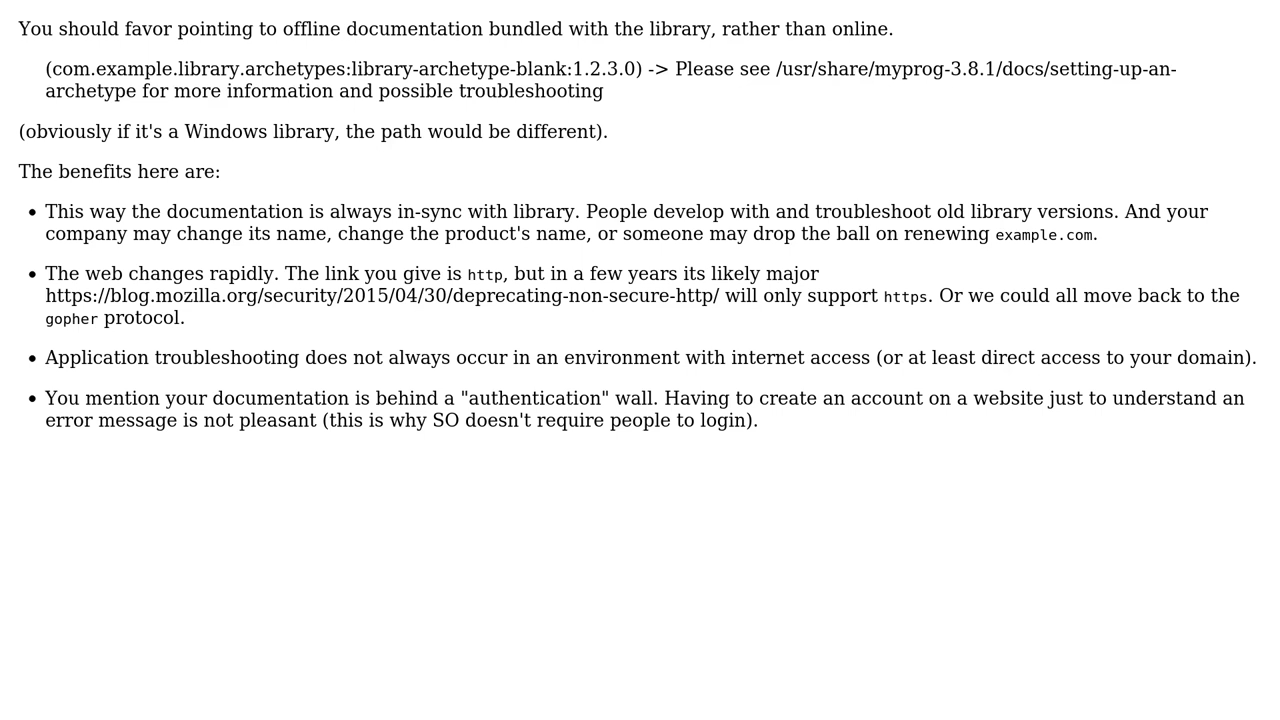 You should favor pointing to offline documentation bundled with the library, rather than online.
(com.example.library.archetypes:library-archetype-blank:1.2.3.0) -> Please see /usr/share/myprog-3.8.1/docs/setting-up-an-
archetype for more information and possible troubleshooting
(obviously if it's a Windows library, the path would be different).
The benefits here are:
• This way the documentation is always in-sync with library. People develop with and troubleshoot old library versions. And your
company may change its name, change the product's name, or someone may drop the ball on renewing example.com.
• The web changes rapidly. The link you give is http, but in a few years its likely major
https://blog.mozilla.org/security/2015/04/30/deprecating-non-secure-http/ will only support https. Or we could all move back to the
gopher protocol.
• Application troubleshooting does not always occur in an environment with internet access (or at least direct access to your domain).
• You mention your documentation is behind a "authentication" wall. Having to create an account on a website just to understand an
error message is not pleasant (this is why SO doesn't require people to login).